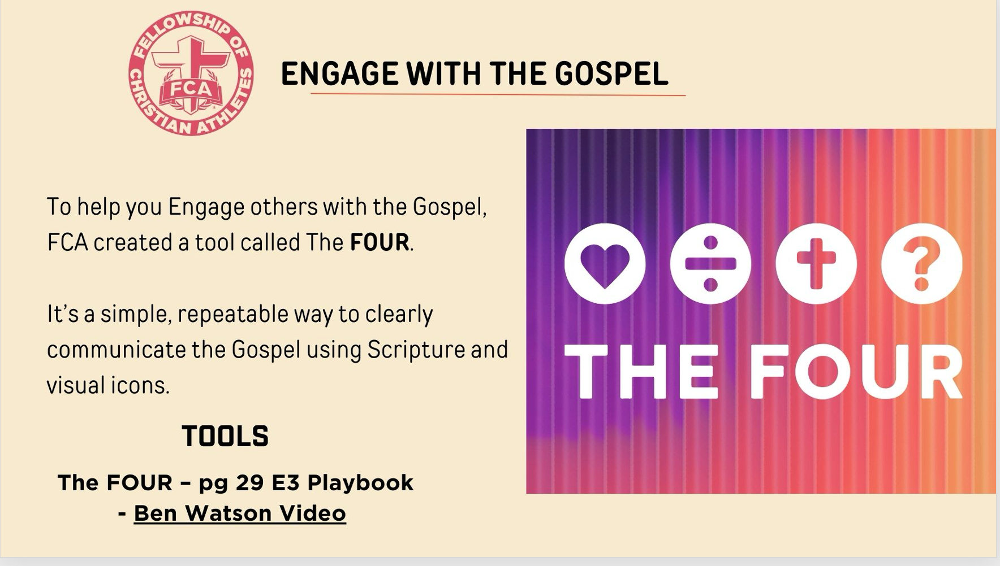 FELLOWSHIP OF
CHRISTIAN ATHLETES
FCA
ENGAGE WITH THE GOSPEL
To help you Engage others with the Gospel,
FCA created a tool called The FOUR.
It's a simple, repeatable way to clearly
communicate the Gospel using Scripture and
visual icons.
TOOLS
The FOUR – pg 29 E3 Playbook
- Ben Watson Video
÷ ?
THE FOUR